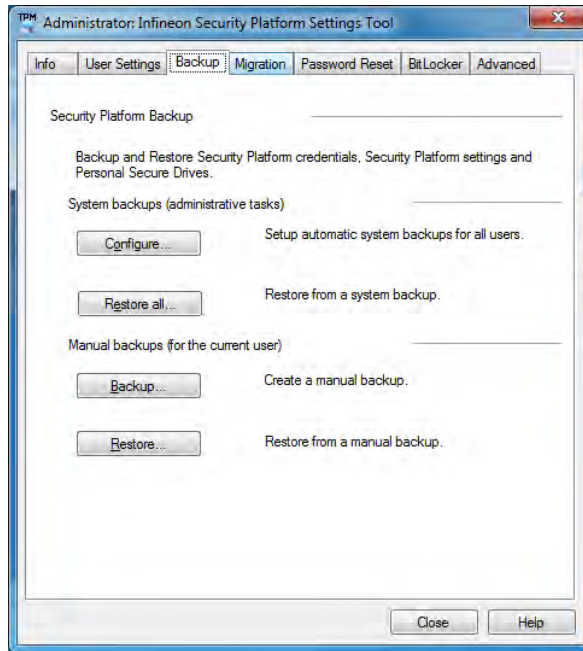 TPM Administrator: Infineon Security Platform Settings Tool
Info User Settings Backup Migration Password Reset BitLocker Advanced
Security Platform Backup
Backup and Restore Security Platform credentials, Security Platform settings and
Personal Secure Drives.
System backups (administrative tasks)
Configure... Setup automatic system backups for all users.
Restore all... Restore from a system backup.
Manual backups (for the current user)
Backup... Create a manual backup.
Restore... Restore from a manual backup.
Close Help